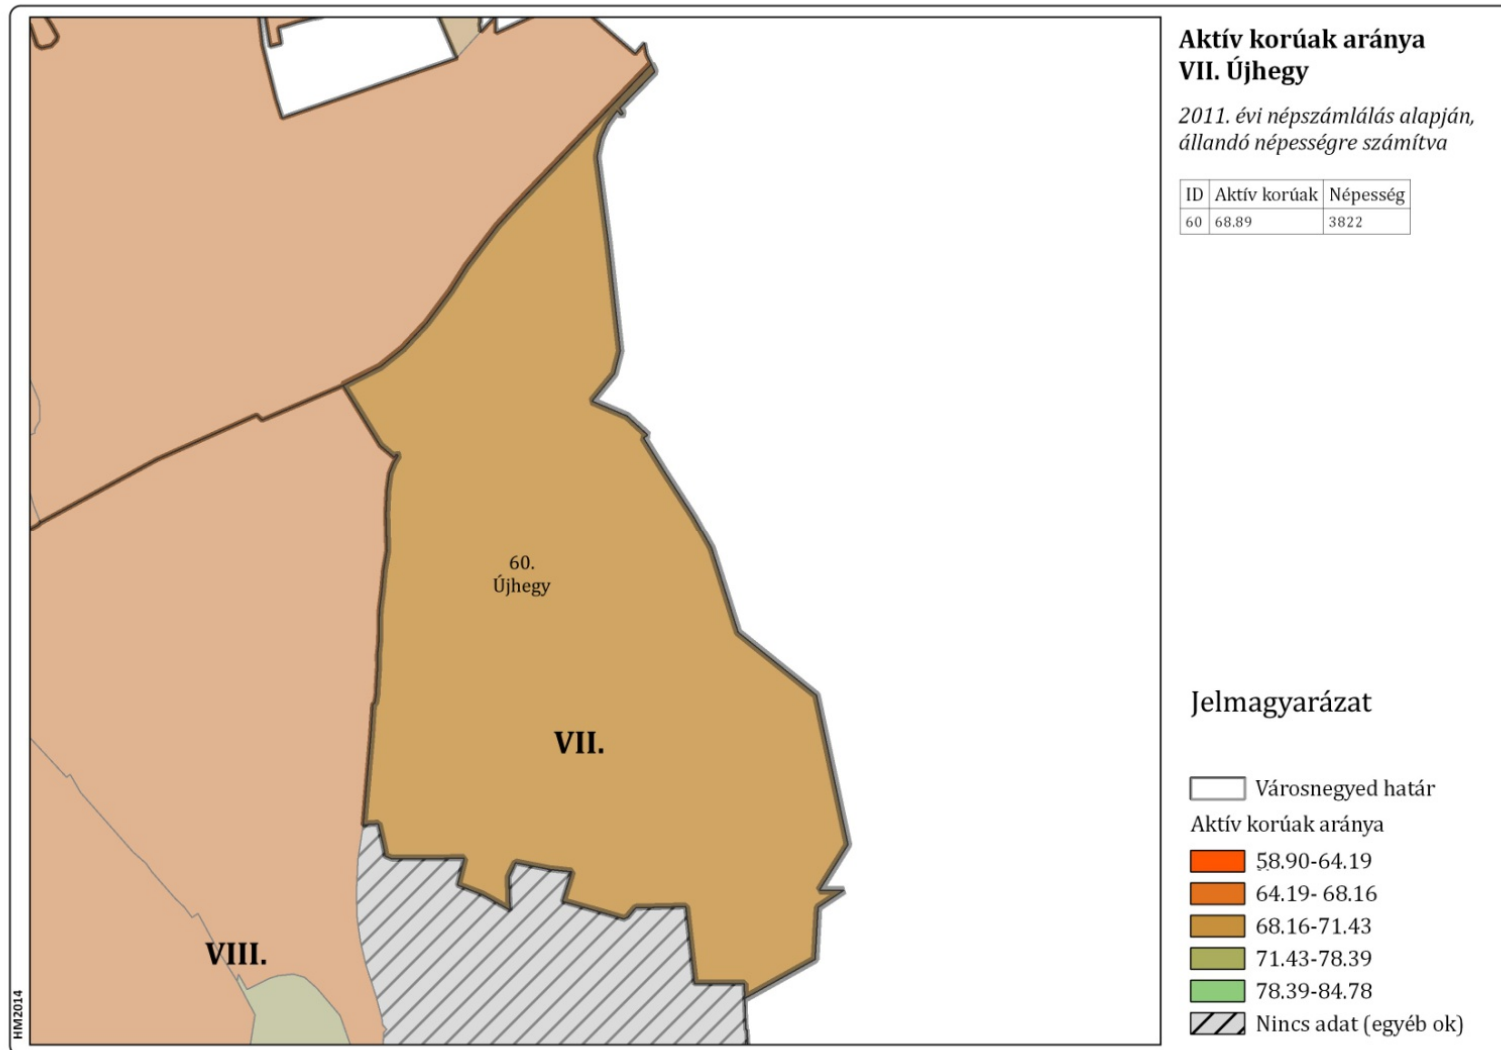 Aktív korúak aránya
VII. Újhegy
2011. évi népszámlálás alapján,
állandó népességre számítva
ID Aktív korúak Népesség
60 68.89 3822
60.
Újhegy
VII.
VIII.
HM2014
Jelmagyarázat
Városnegyed határ
Aktív korúak aránya
58.90-64.19
64.19- 68.16
68.16-71.43
71.43-78.39
78.39-84.78
Nincs adat (egyéb ok)